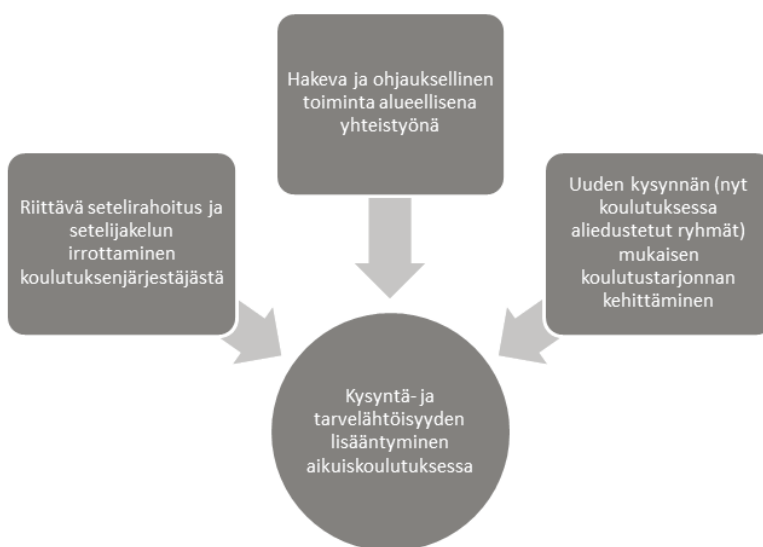 Hakeva ja ohjauksellinen
toiminta alueellisena
yhteistyönä
Riittävä setelirahoitus ja
setelijakelun
irrottaminen
koulutuksenjärjestäjästä
Uuden kysynnän (nyt
koulutuksessa
aliedustetut ryhmät)
mukaisen
koulutustarjonnan
kehittäminen
Kysyntä- ja
tarvelähtöisyyden
lisääntyminen
aikuiskoulutuksessa